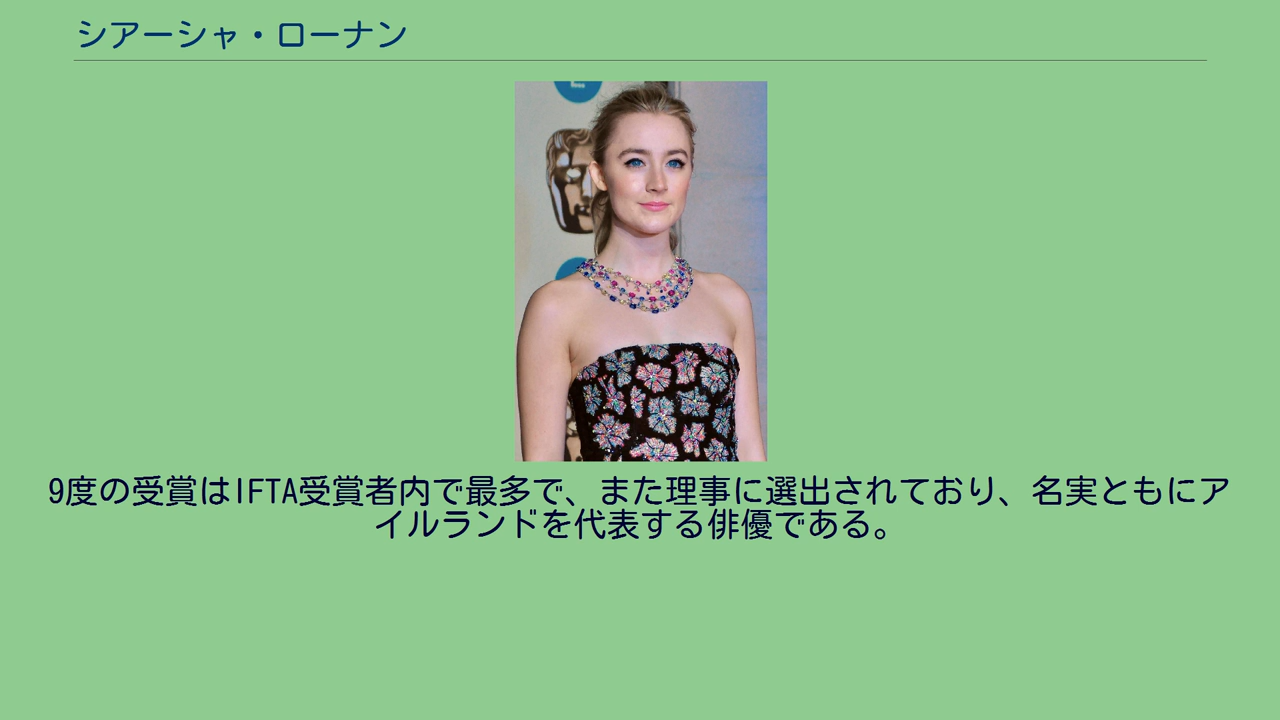 シアーシャ・ローナン
9度の受賞はIFTA受賞者内で最多で、また理事に選出されており、名実ともにア
イルランドを代表する俳優である。